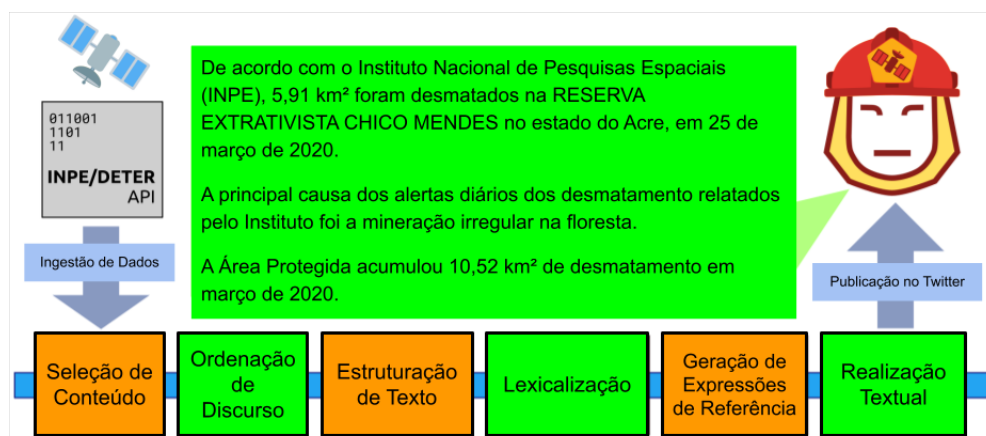 011001
1101
11
INPE/DETER
API
Ingestão de Dados
De acordo com o Instituto Nacional de Pesquisas Espaciais
(INPE), 5,91 km² foram desmatados na RESERVA
EXTRATIVISTA CHICO MENDES no estado do Acre, em 25 de
março de 2020.
A principal causa dos alertas diários dos desmatamento relatados
pelo Instituto foi a mineração irregular na floresta.
A Área Protegida acumulou 10,52 km² de desmatamento em
março de 2020.
Publicação no Twitter
Seleção de
Conteúdo
Ordenação
de
Discurso
Estruturação
de Texto
Lexicalização
Geração de
Expressões
de Referência
Realização
Textual